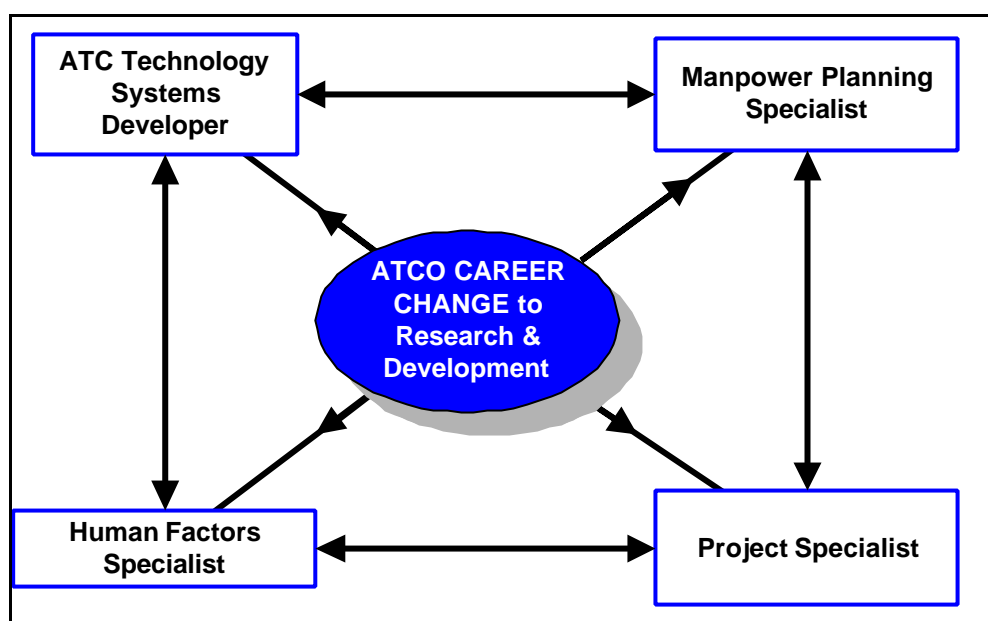 ATC Technology
Systems
Developer
Manpower Planning
Specialist
ATCO CAREER
CHANGE to
Research &
Development
Human Factors
Specialist
Project Specialist